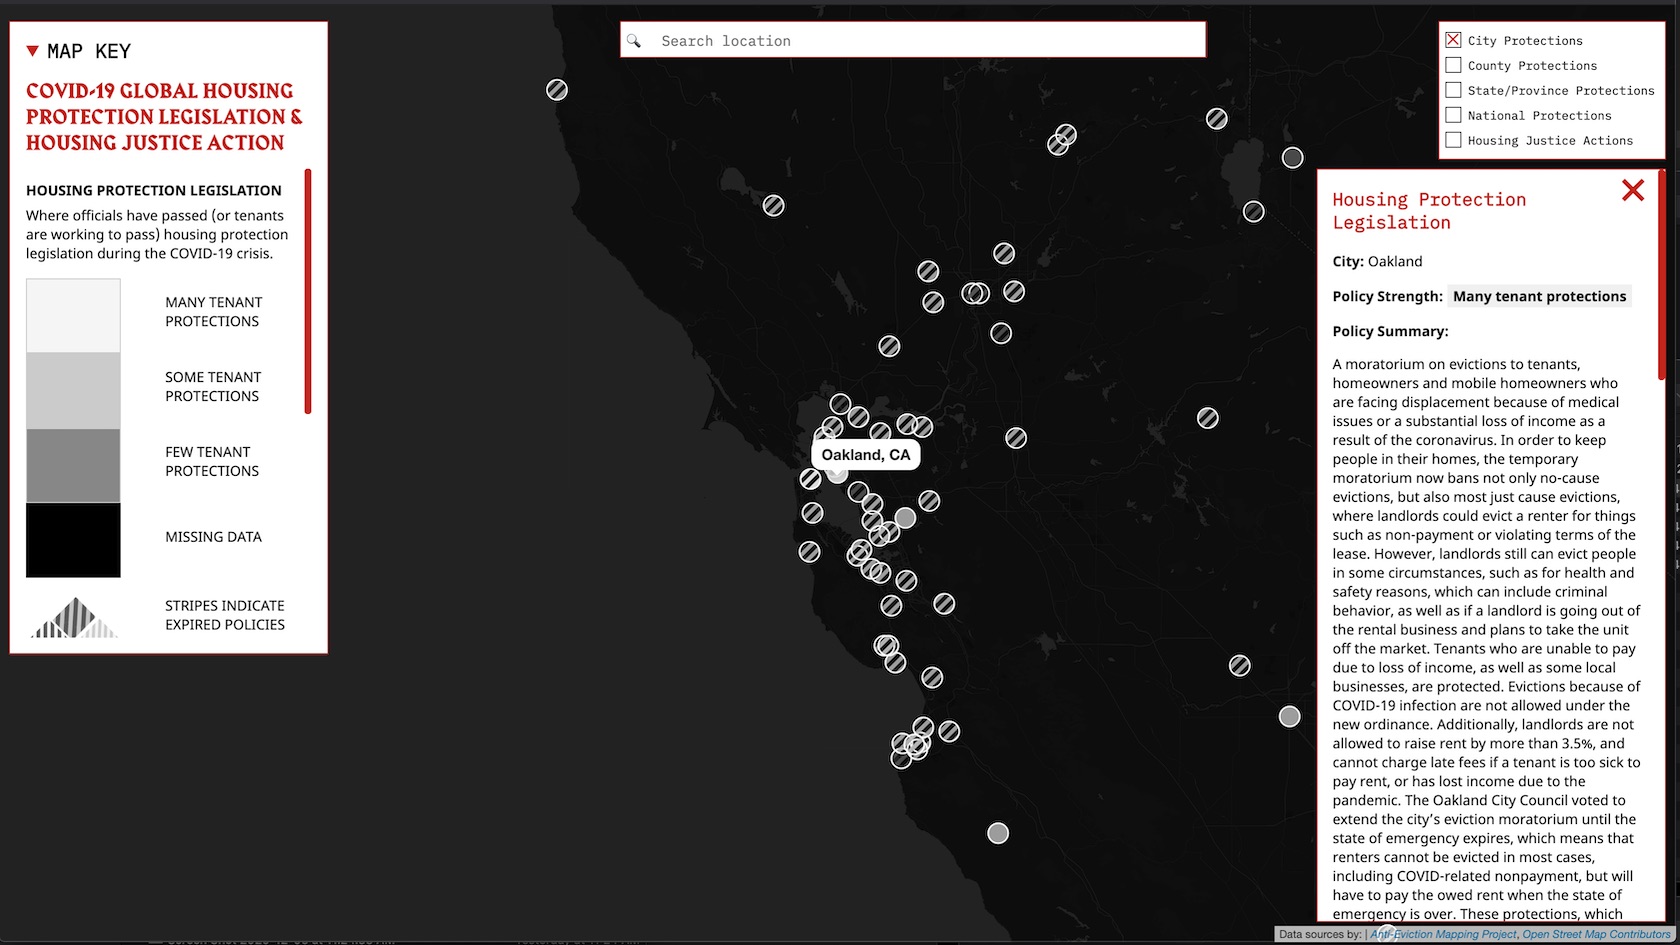 MAP KEY
COVID-19 GLOBAL HOUSING
PROTECTION LEGISLATION &
HOUSING JUSTICE ACTION
HOUSING PROTECTION LEGISLATION
Where officials have passed (or tenants
are working to pass) housing protection
legislation during the COVID-19 crisis.
MANY TENANT
PROTECTIONS
SOME TENANT
PROTECTIONS
FEW TENANT
PROTECTIONS
MISSING DATA
STRIPES INDICATE
EXPIRED POLICIES
Search location
Oakland, CA
City Protections
County Protections
State/Province Protections
National Protections
Housing Justice Actions
Housing Protection
Legislation
City: Oakland
Policy Strength: Many tenant protections
Policy Summary:
A moratorium on evictions to tenants,
homeowners and mobile homeowners who
are facing displacement because of medical
issues or a substantial loss of income as a
result of the coronavirus. In order to keep
people in their homes, the temporary
moratorium now bans not only no-cause
evictions, but also most just cause evictions,
where landlords could evict a renter for things
such as non-payment or violating terms of the
lease. However, landlords still can evict people
in some circumstances, such as for health and
safety reasons, which can include criminal
behavior, as well as if a landlord is going out of
the rental business and plans to take the unit
off the market. Tenants who are unable to pay
due to loss of income, as well as some local
businesses, are protected. Evictions because of
COVID-19 infection are not allowed under the
new ordinance. Additionally, landlords are not
allowed to raise rent by more than 3.5%, and
cannot charge late fees if a tenant is too sick to
pay rent, or has lost income due to the
pandemic. The Oakland City Council voted to
extend the city's eviction moratorium until the
state of emergency expires, which means that
renters cannot be evicted in most cases,
including COVID-related nonpayment, but will
have to pay the owed rent when the state of
emergency is over. These protections, which
Data sources by: | Anti-Eviction Mapping Project, Open Street Map Contributors